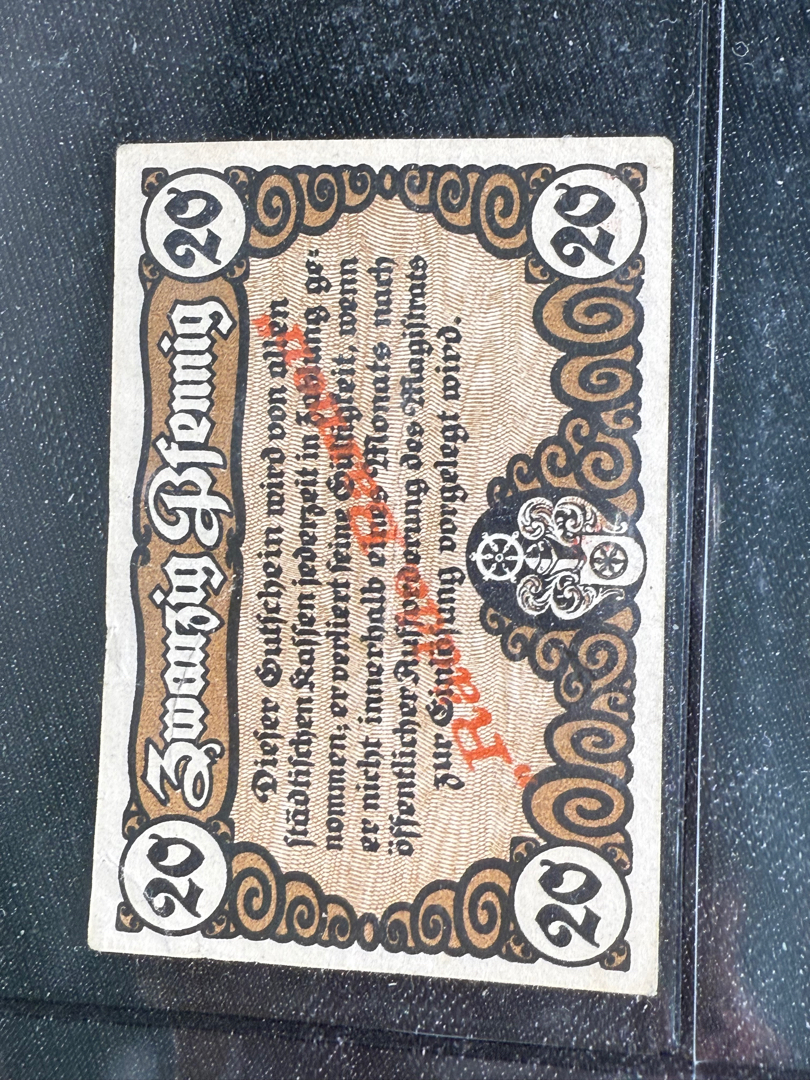 20 20
Zwanzig Pfennig
Dieser Gutschein wird von allen
städtischen Kassen jederzeit in Zahlung ge-
nommen; er verliert seine Gültigkeit, wenn
er nicht innerhalb eines Monats nach
öffentlicher Aufforderung des Magistrats
zur Einlösung vorgelegt wird.
20 20